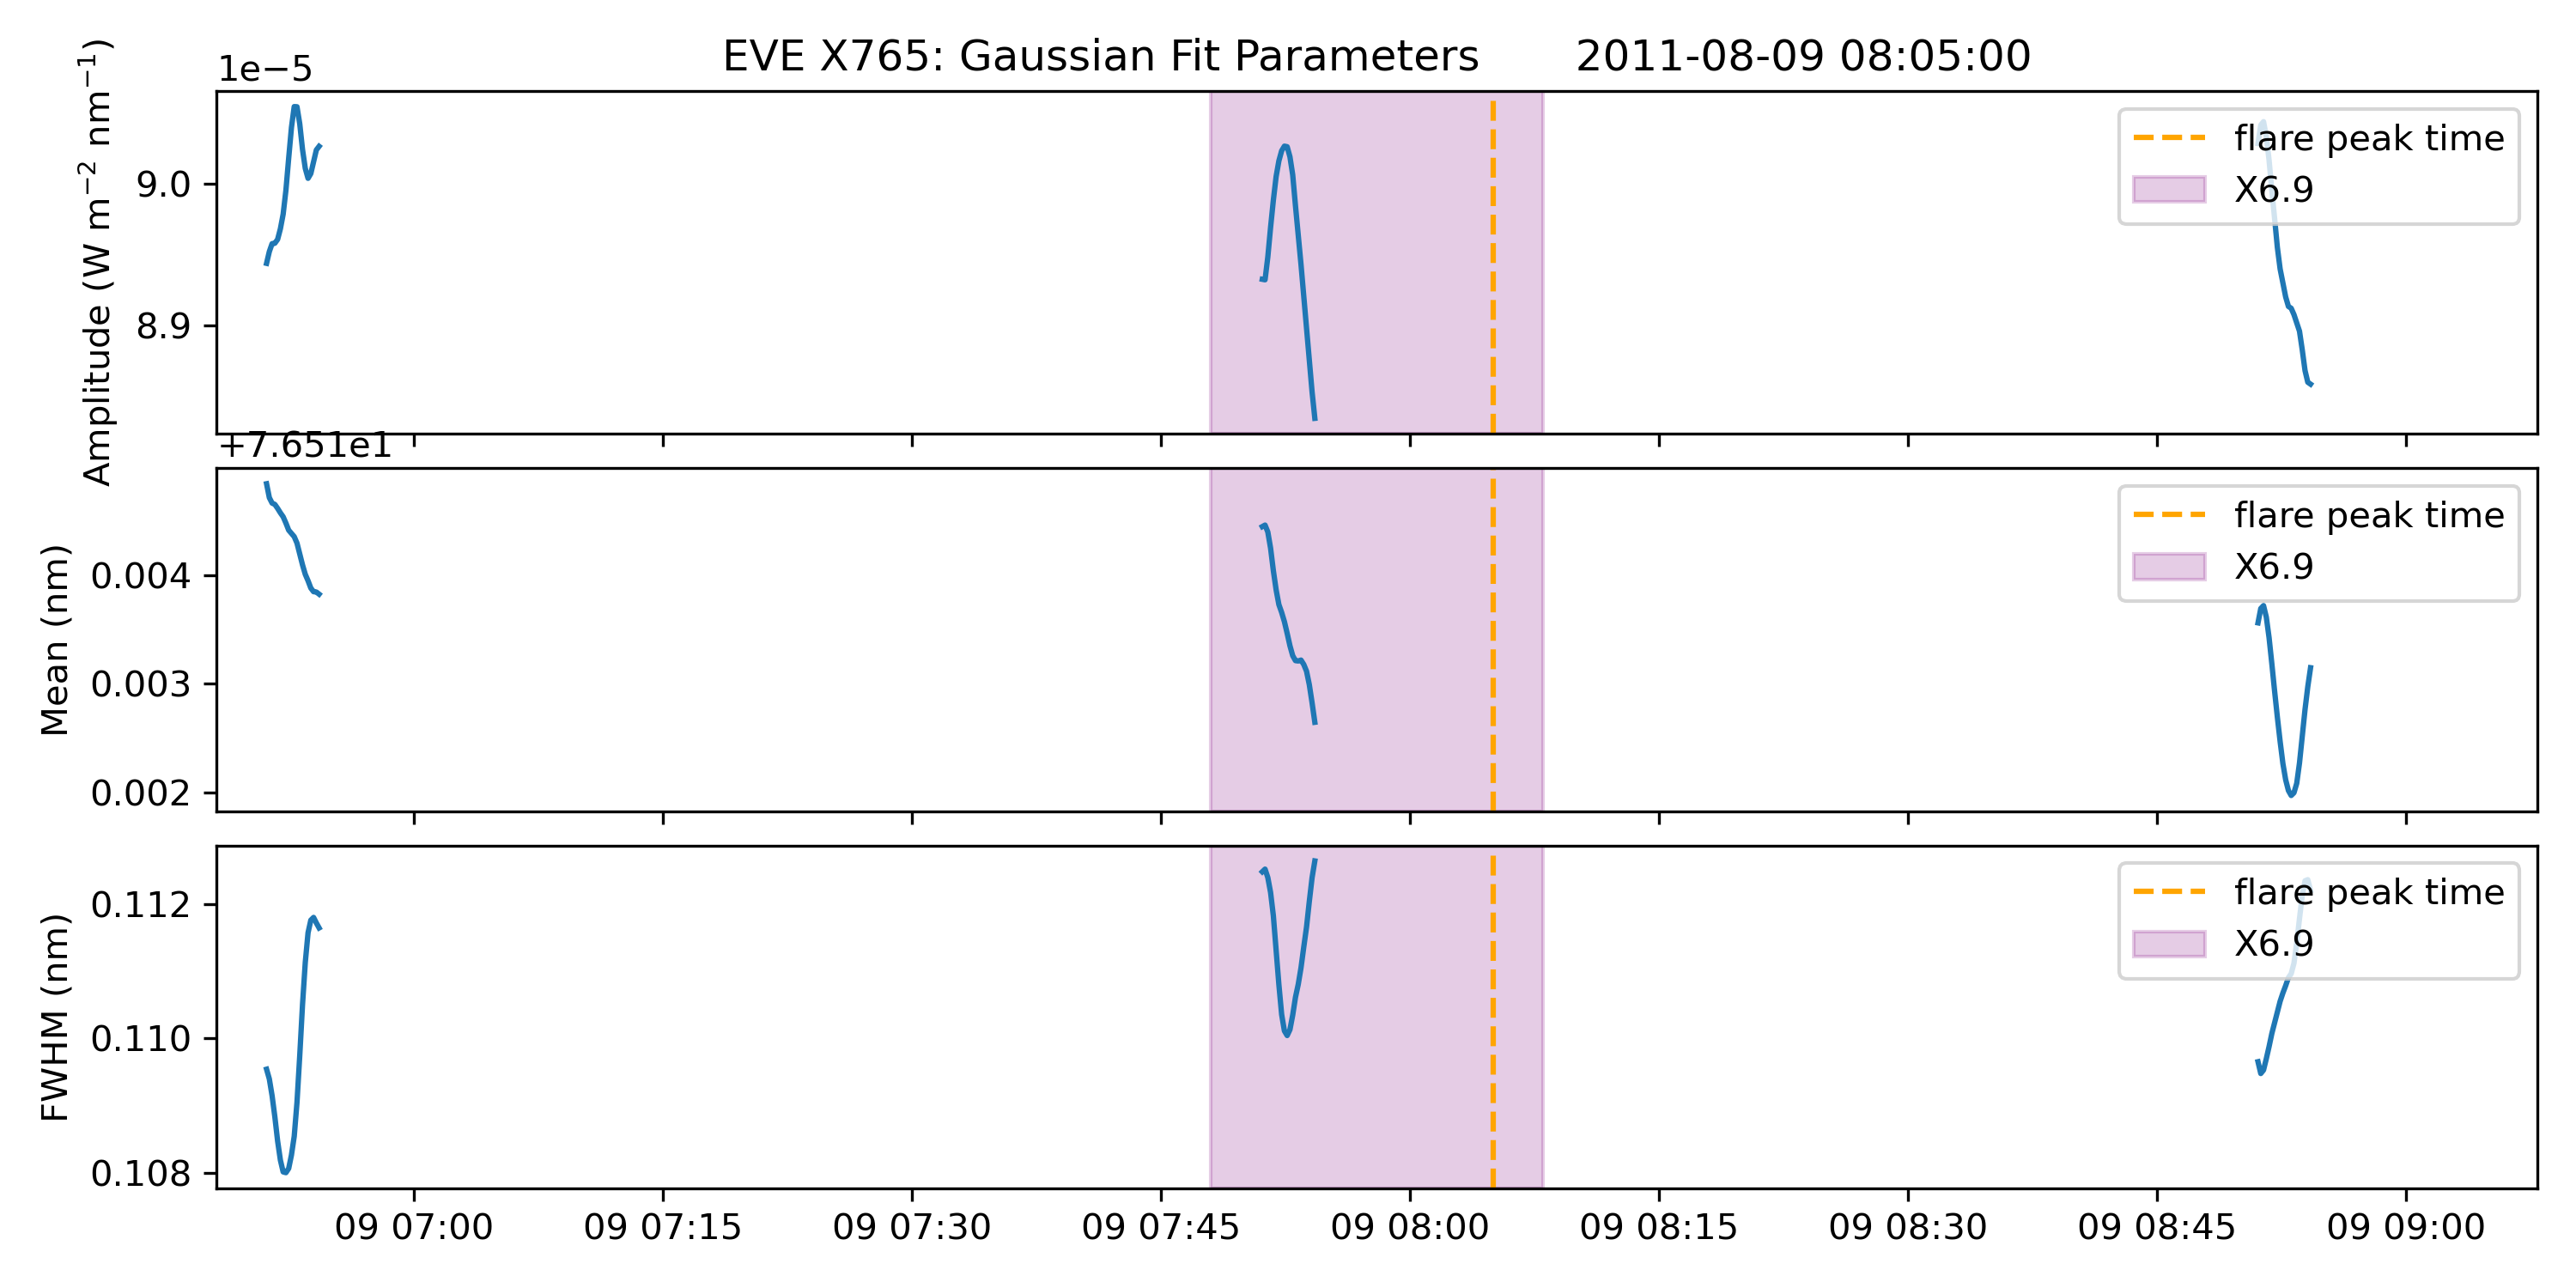 EVE X765: Gaussian Fit Parameters 2011-08-09 08:05:00
1e−5
Amplitude (W m−2 nm−1)
9.0
8.9
flare peak time
X6.9
+7.651e1
Mean (nm)
0.004
0.003
0.002
flare peak time
X6.9
FWHM (nm)
0.112
0.110
0.108
flare peak time
X6.9
09 07:00 09 07:15 09 07:30 09 07:45 09 08:00 09 08:15 09 08:30 09 08:45 09 09:00